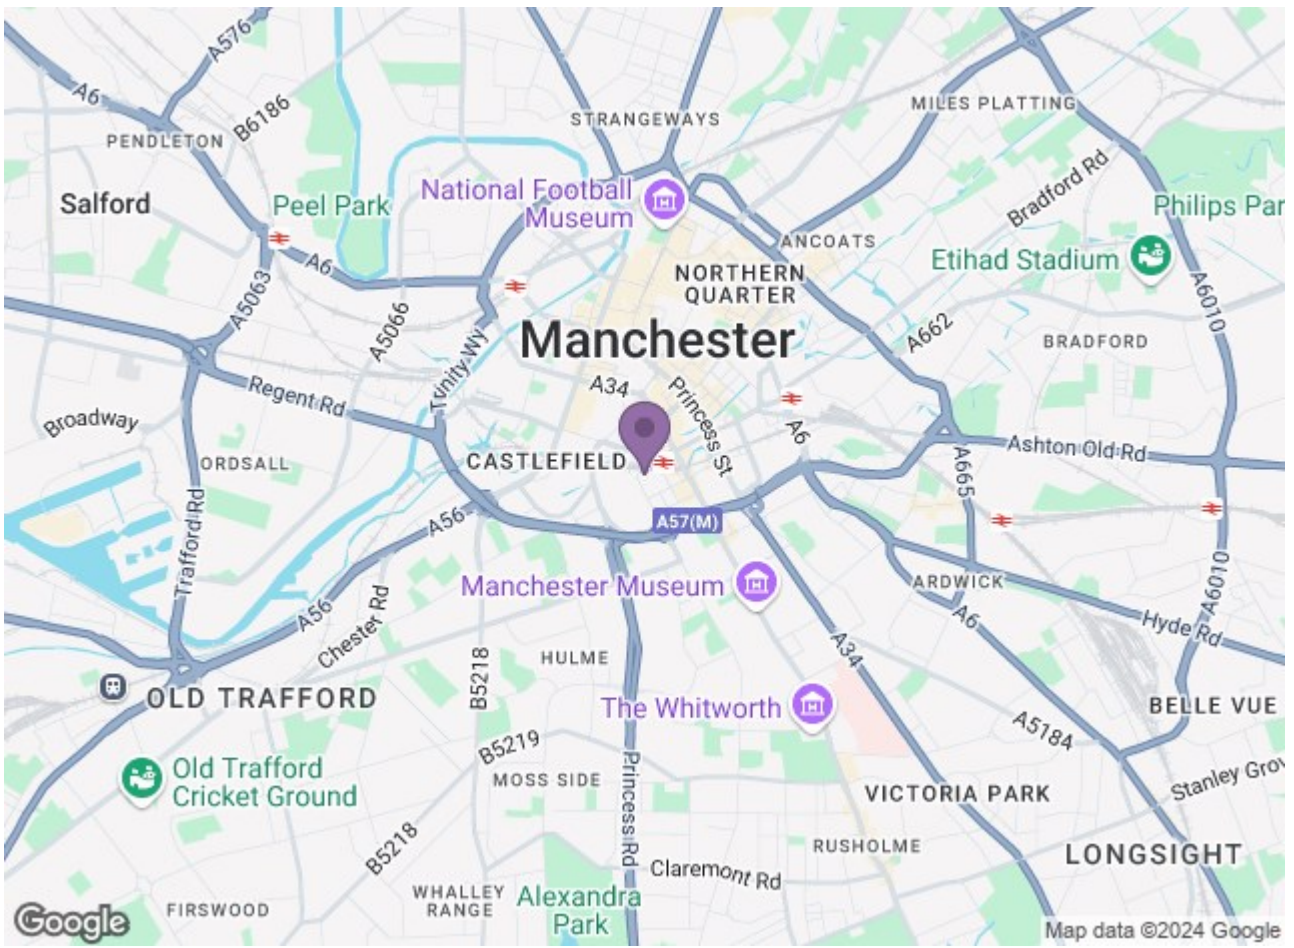 A576
A6
B6186
STRANGEWAYS
MILES PLATTING
PENDLETON
Salford
Peel Park
National Football
Museum
Bradford Rd
Philips Par
A6
ANCOATS
Etihad Stadium
NORTHERN
QUARTER
A5063
A5066
A6010
A662
BRADFORD
Manchester
Trinity Wy
Regent Rd
A34
Princess St
Broadway
A6
Ashton Old Rd
ORDSALL
CASTLEFIELD
A665
Trafford Rd
A56
A57(M)
A6010
Manchester Museum
ARDWICK
A56
Chester Rd
A6
Hyde Rd
HULME
A34
B5218
OLD TRAFFORD
The Whitworth
BELLE VUE
A5184
B5219
Old Trafford
Cricket Ground
MOSS SIDE
Princess Rd
VICTORIA PARK
Stanley Grov
B5218
RUSHOLME
LONGSIGHT
Claremont Rd
WHALLEY
RANGE
Alexandra
Park
FIRSWOOD
Google
Map data ©2024 Google